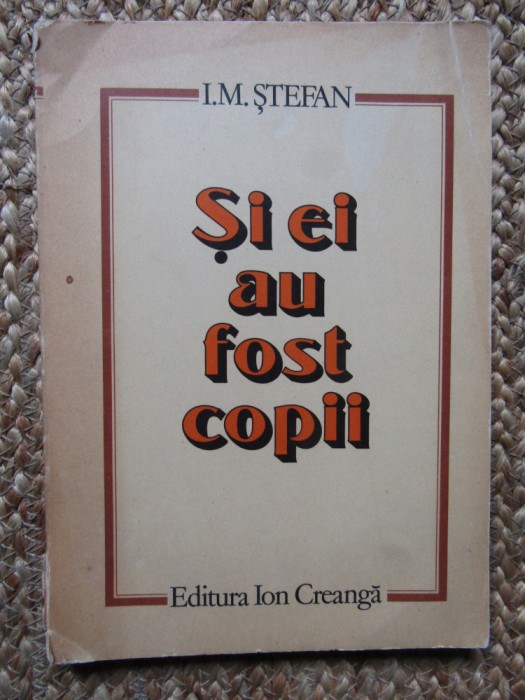 I.M. ŞTEFAN
Şi ei
au
fost
copii
Editura Ion Creangă